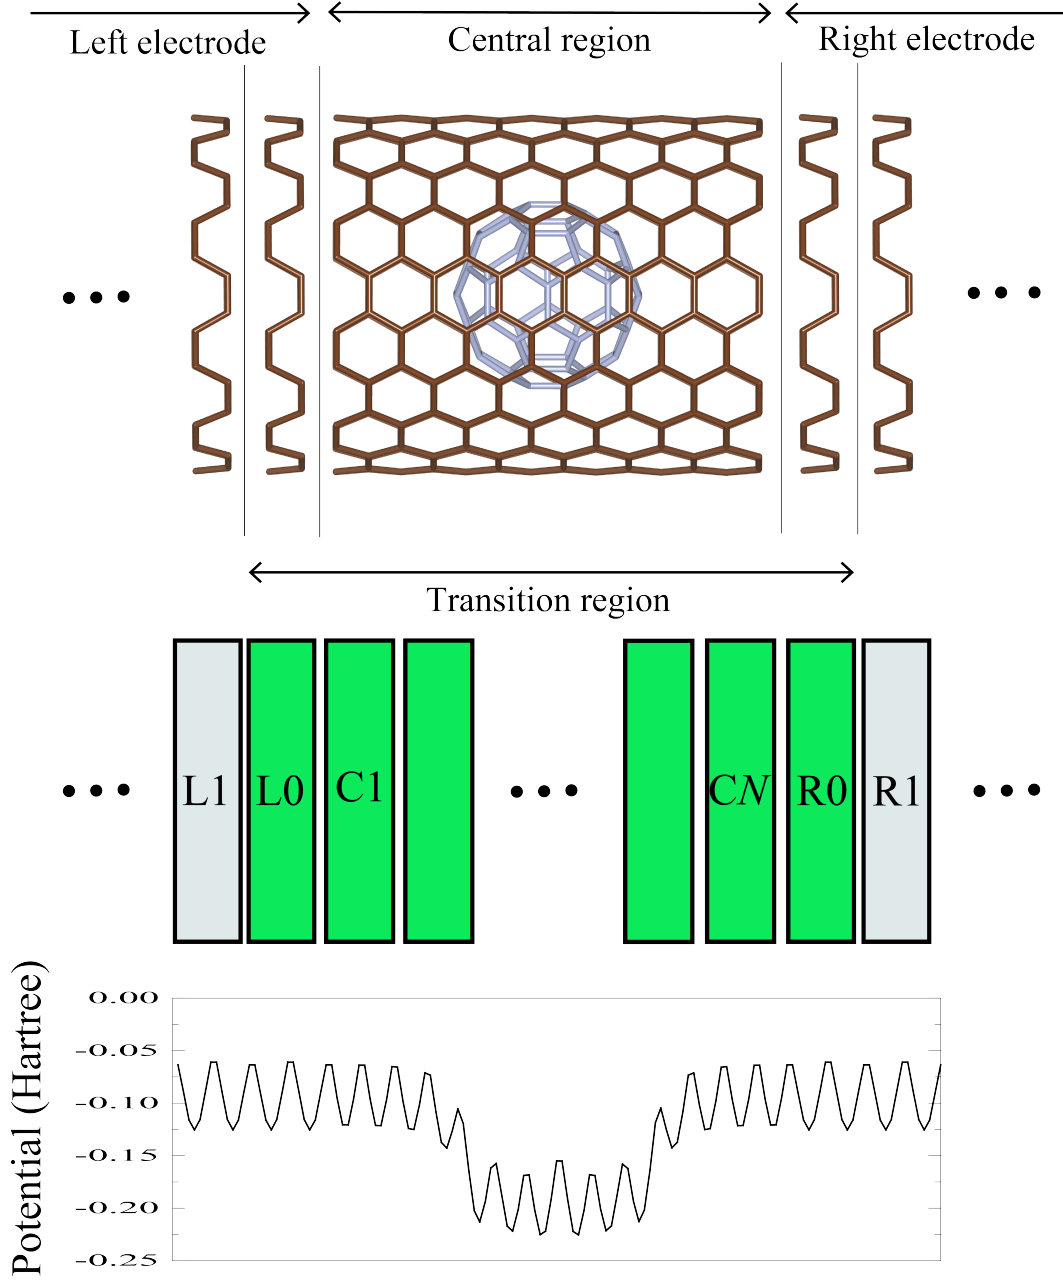 Left electrode
Central region
Right electrode
Transition region
L1
L0
C1
CN
R0
R1
Potential (Hartree)
0.00
-0.05
-0.10
-0.15
-0.20
-0.25